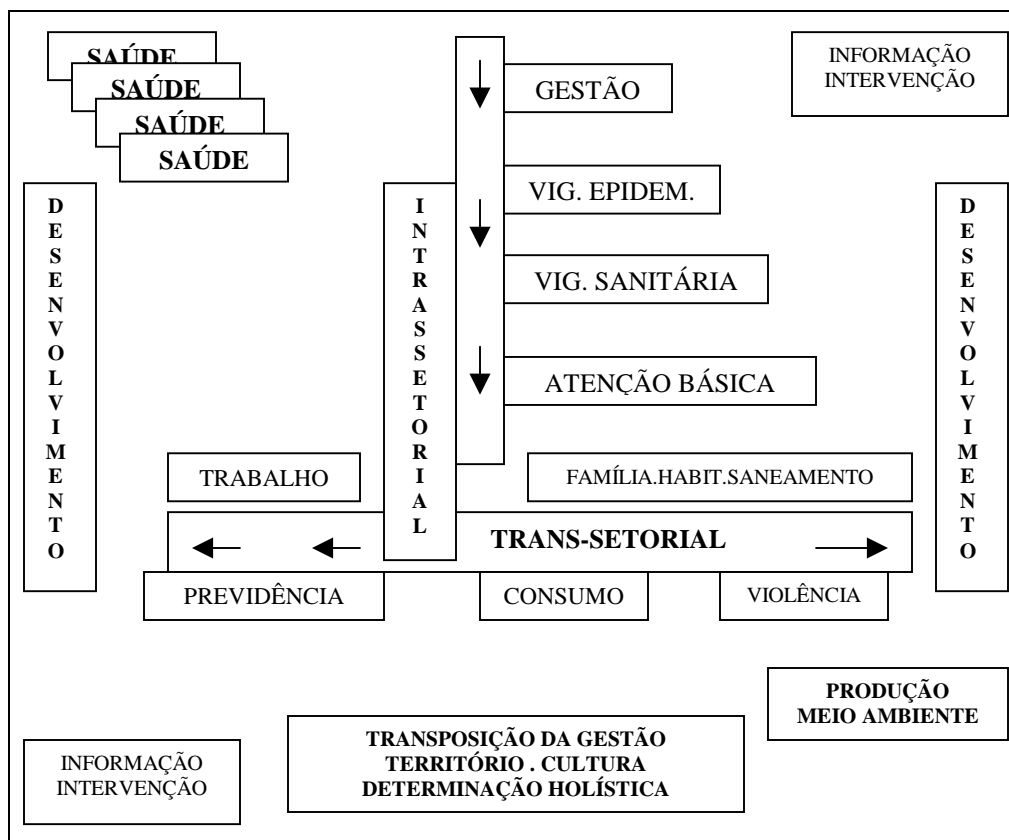 SAÚDE
SAÚDE
SAÚDE
SAÚDE
GESTÃO
INFORMAÇÃO
INTERVENÇÃO
DESENVOLVIMENTO
INTRASSETORIAL
VIG. EPIDEM.
VIG. SANITÁRIA
ATENÇÃO BÁSICA
DESENVOLVIMENTO
TRABALHO
FAMÍLIA.HABIT.SANEAMENTO
TRANS-SETORIAL
PREVIDÊNCIA
CONSUMO
VIOLÊNCIA
PRODUÇÃO
MEIO AMBIENTE
INFORMAÇÃO
INTERVENÇÃO
TRANSPOSIÇÃO DA GESTÃO
TERRITÓRIO . CULTURA
DETERMINAÇÃO HOLÍSTICA